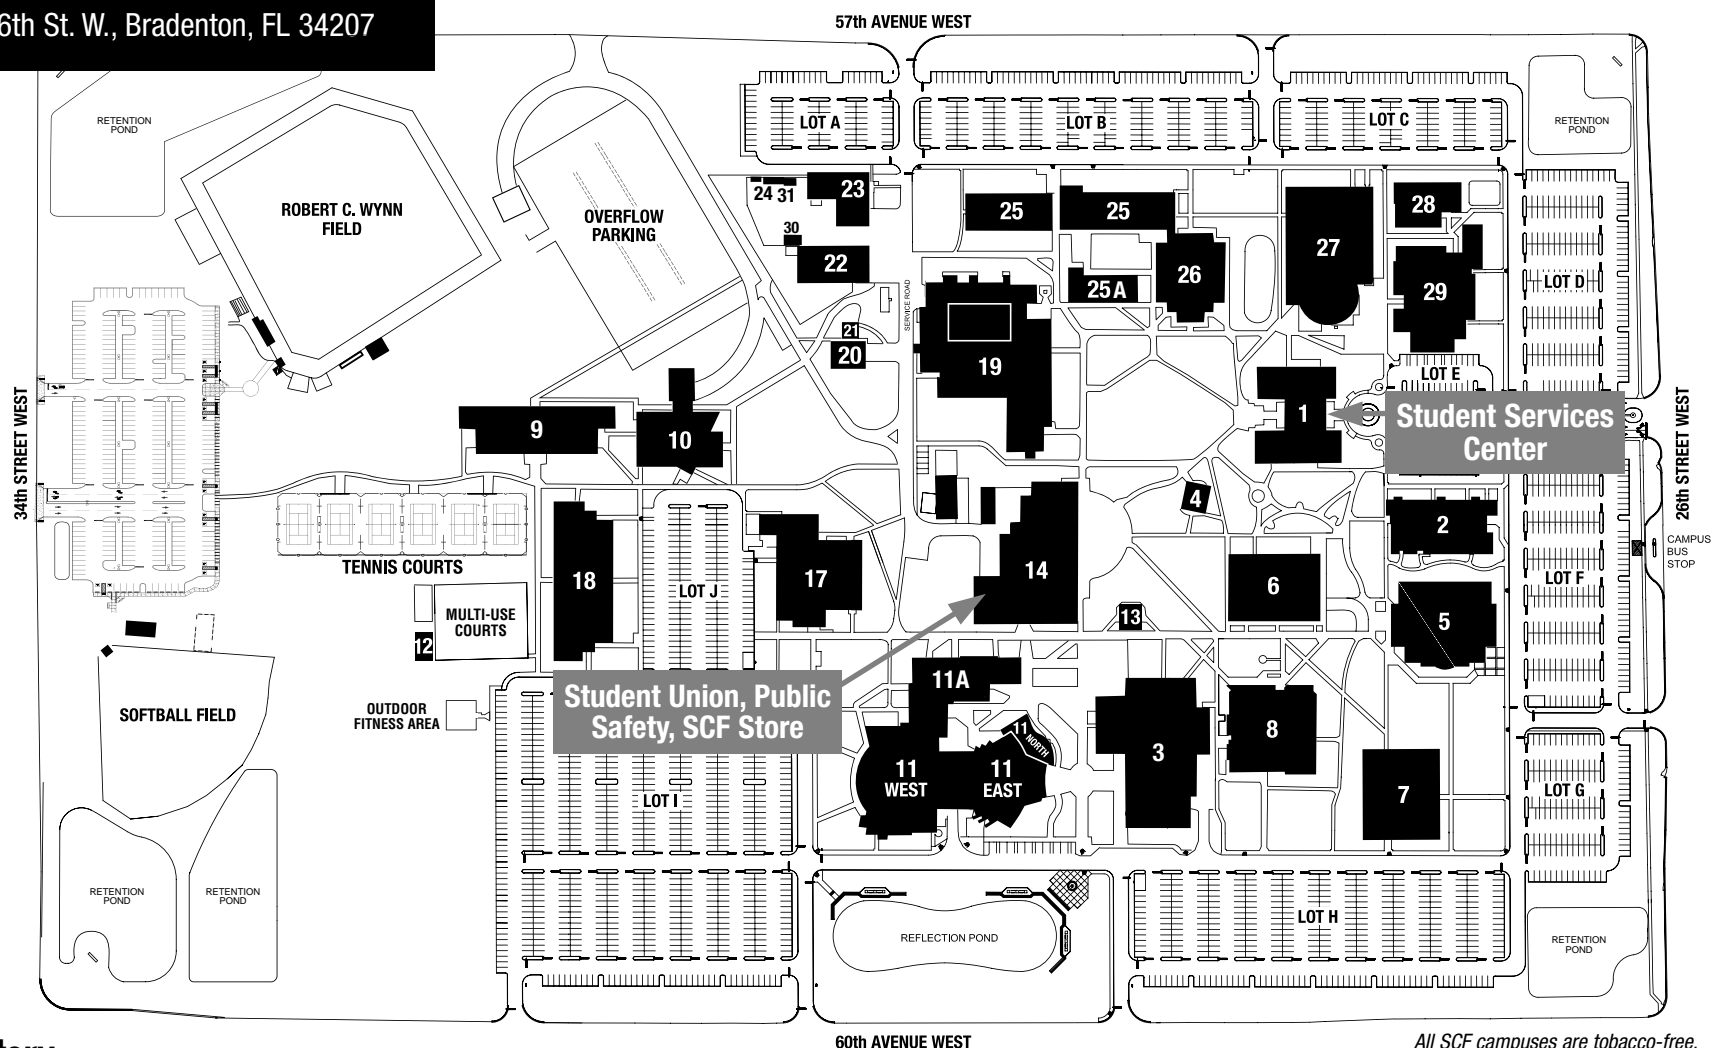 6th St. W., Bradenton, FL 34207
57th AVENUE WEST
RETENTION
POND
LOT A
LOT B
LOT C
RETENTION
POND
ROBERT C. WYNN
FIELD
OVERFLOW
PARKING
24 31
23
25
25
28
30
22
27
26
25 A
29
LOT D
SERVICE ROAD
21
20
19
LOT E
34th STREET WEST
9
10
1
Student Services
Center
26th STREET WEST
4
2
CAMPUS
BUS
STOP
TENNIS COURTS
18
LOT J
17
14
6
LOT F
MULTI-USE
COURTS
12
13
5
SOFTBALL FIELD
OUTDOOR
FITNESS AREA
Student Union, Public
Safety, SCF Store
11A
11
NORTH
8
3
11
WEST
11
EAST
7
LOT G
LOT I
RETENTION
POND
RETENTION
POND
REFLECTION POND
LOT H
RETENTION
POND
60th AVENUE WEST
All SCF campuses are tobacco-free.